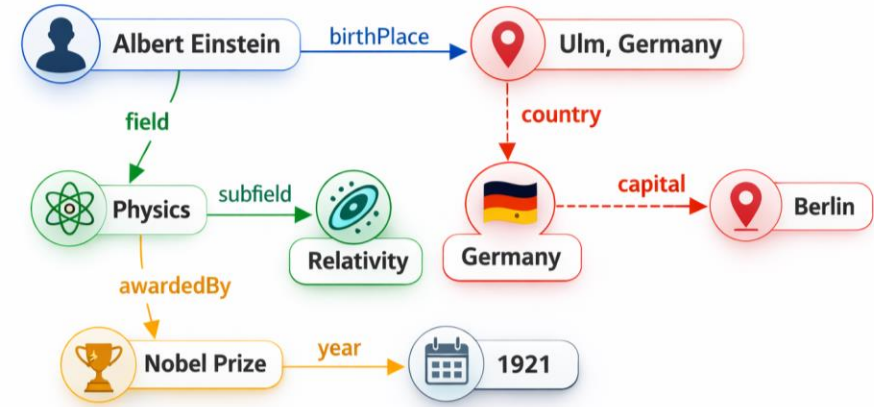 Albert Einstein
birthPlace
Ulm, Germany
field
country
Physics
subfield
Relativity
Germany
capital
Berlin
awardedBy
Nobel Prize
year
1921